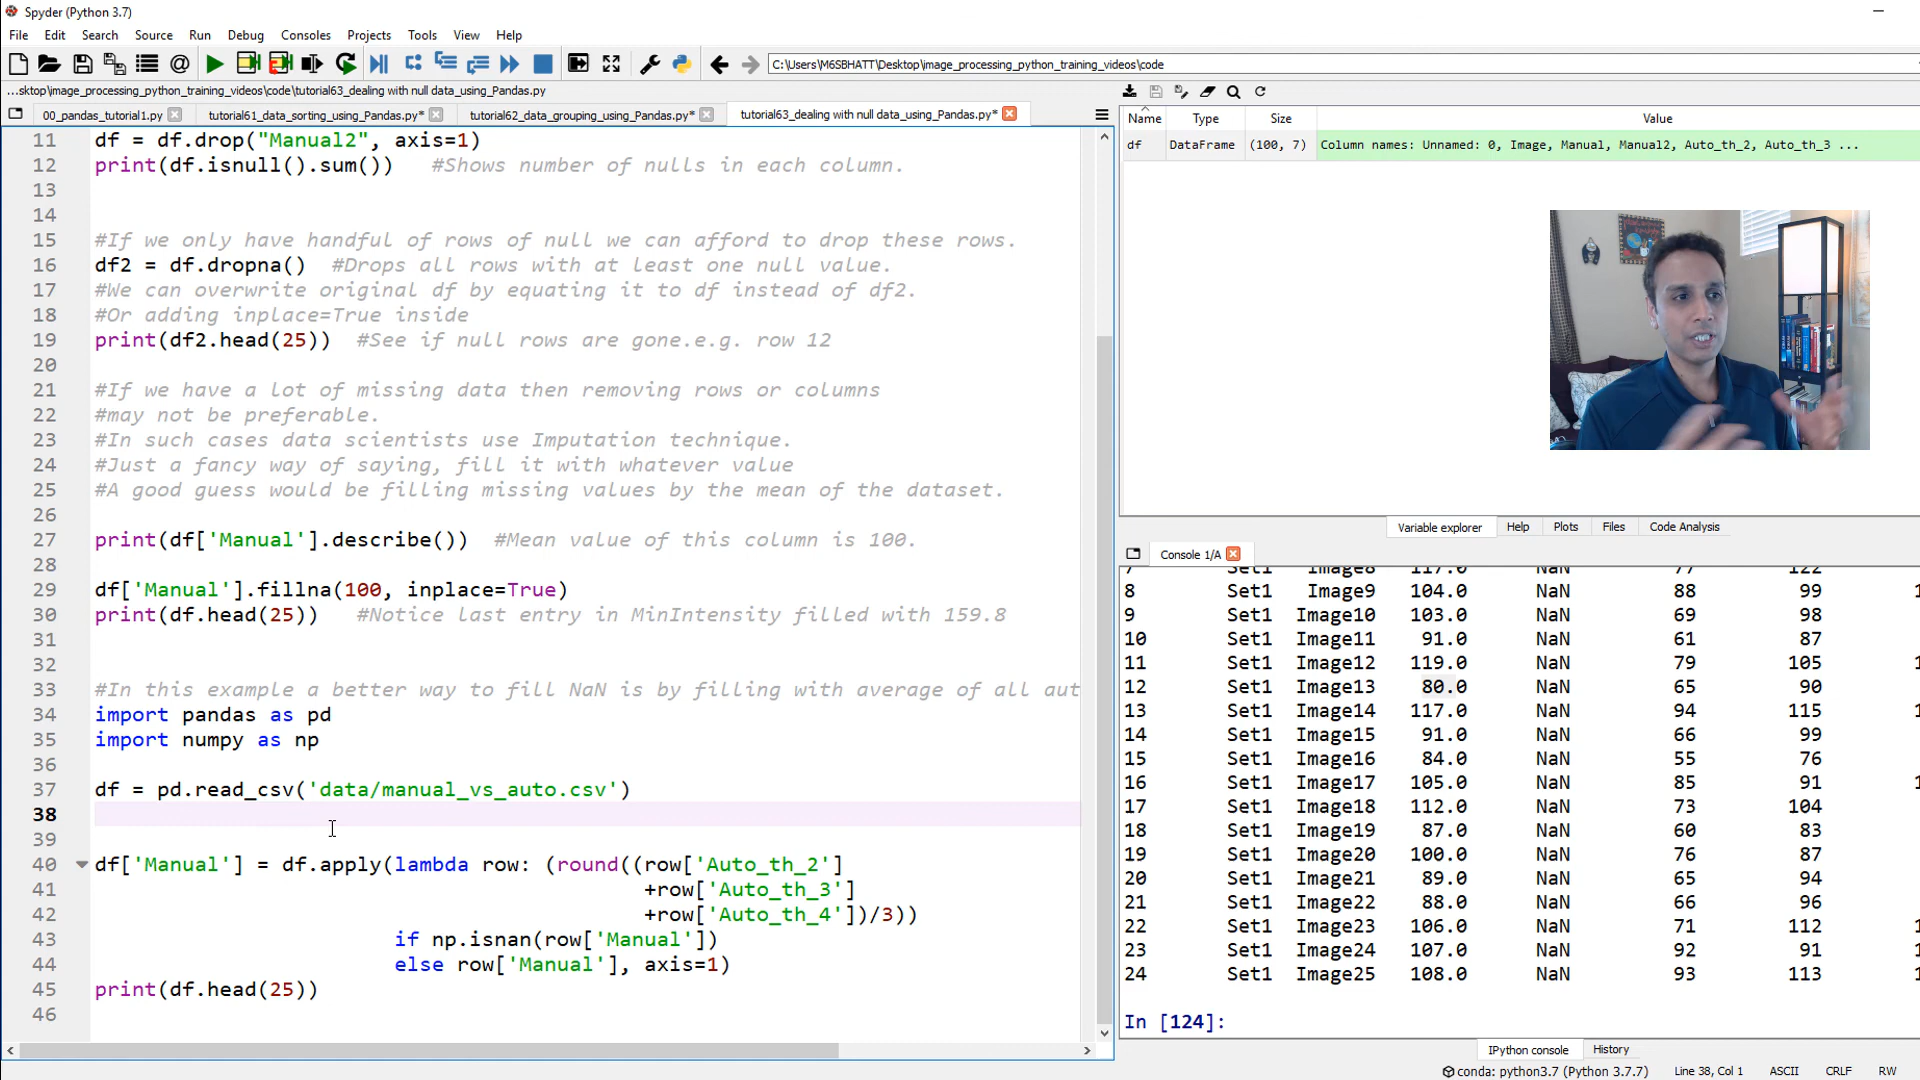 Spyder (Python 3.7)
File Edit Search Source Run Debug Consoles Projects Tools View Help
C:\Users\M6SBHATT\Desktop\image_processing_python_training_videos\code
...sktop\image_processing_python_training_videos\code\tutorial63_dealing with null data_using_Pandas.py
00_pandas_tutorial1.py tutorial61_data_sorting_using_Pandas.py* tutorial62_data_grouping_using_Pandas.py* tutorial63_dealing with null data_using_Pandas.py*
11 df = df.drop("Manual2", axis=1)
12 print(df.isnull().sum()) #Shows number of nulls in each column.
13
14
15 #If we only have handful of rows of null we can afford to drop these rows.
16 df2 = df.dropna() #Drops all rows with at least one null value.
17 #We can overwrite original df by equating it to df instead of df2.
18 #Or adding inplace=True inside
19 print(df2.head(25)) #See if null rows are gone.e.g. row 12
20
21 #If we have a lot of missing data then removing rows or columns
22 #may not be preferable.
23 #In such cases data scientists use Imputation technique.
24 #Just a fancy way of saying, fill it with whatever value
25 #A good guess would be filling missing values by the mean of the dataset.
26
27 print(df['Manual'].describe()) #Mean value of this column is 100.
28
29 df['Manual'].fillna(100, inplace=True)
30 print(df.head(25)) #Notice last entry in MinIntensity filled with 159.8
31
32
33 #In this example a better way to fill NaN is by filling with average of all aut
34 import pandas as pd
35 import numpy as np
36
37 df = pd.read_csv('data/manual_vs_auto.csv')
38
39
40 df['Manual'] = df.apply(lambda row: (round((row['Auto_th_2']
41 +row['Auto_th_3']
42 +row['Auto_th_4'])/3))
43 if np.isnan(row['Manual'])
44 else row['Manual'], axis=1)
45 print(df.head(25))
46
Name Type Size Value
df DataFrame (100, 7) Column names: Unnamed: 0, Image, Manual, Manual2, Auto_th_2, Auto_th_3 ...
Variable explorer Help Plots Files Code Analysis
Console 1/A
7 Set1 Image8 117.0 NaN 77 122
8 Set1 Image9 104.0 NaN 88 99 1
9 Set1 Image10 103.0 NaN 69 98
10 Set1 Image11 91.0 NaN 61 87
11 Set1 Image12 119.0 NaN 79 105 1
12 Set1 Image13 80.0 NaN 65 90
13 Set1 Image14 117.0 NaN 94 115 1
14 Set1 Image15 91.0 NaN 66 99
15 Set1 Image16 84.0 NaN 55 76
16 Set1 Image17 105.0 NaN 85 91 1
17 Set1 Image18 112.0 NaN 73 104 1
18 Set1 Image19 87.0 NaN 60 83
19 Set1 Image20 100.0 NaN 76 87
20 Set1 Image21 89.0 NaN 65 94
21 Set1 Image22 88.0 NaN 66 96
22 Set1 Image23 106.0 NaN 71 112 1
23 Set1 Image24 107.0 NaN 92 91 1
24 Set1 Image25 108.0 NaN 93 113 1
In [124]:
IPython console History
conda: python3.7 (Python 3.7.7) Line 38, Col 1 ASCII CRLF RW